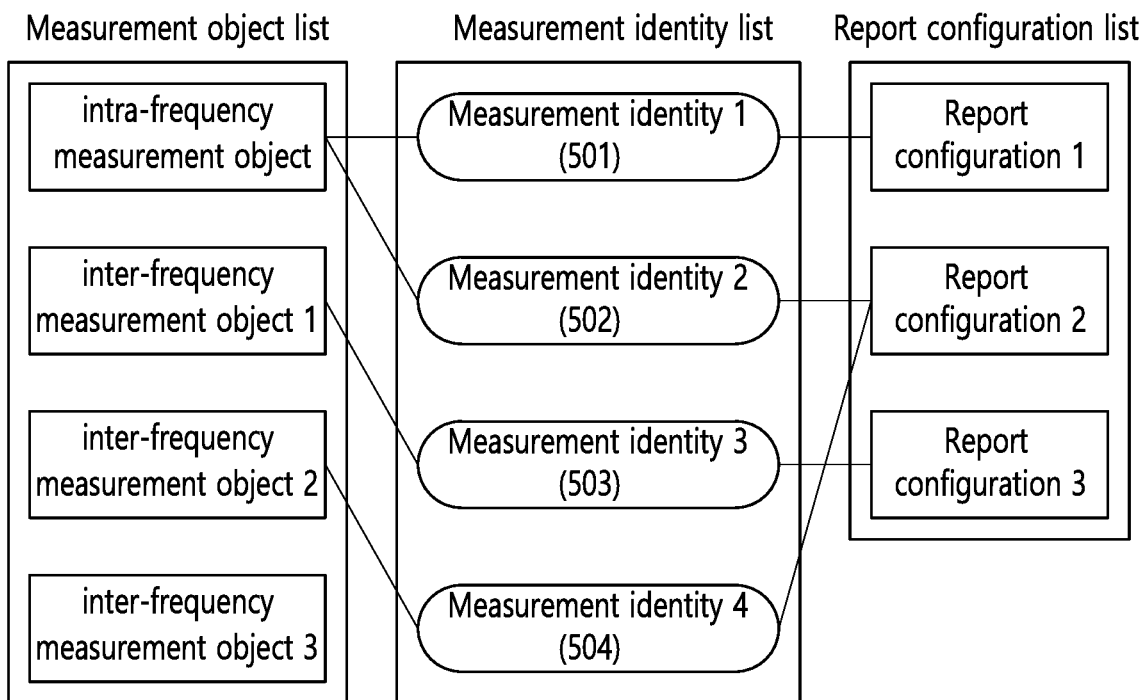 Measurement object list
Measurement identity list
Report configuration list
intra-frequency
measurement object
Measurement identity 1
(501)
Report
configuration 1
inter-frequency
measurement object 1
Measurement identity 2
(502)
Report
configuration 2
inter-frequency
measurement object 2
Measurement identity 3
(503)
Report
configuration 3
inter-frequency
measurement object 3
Measurement identity 4
(504)